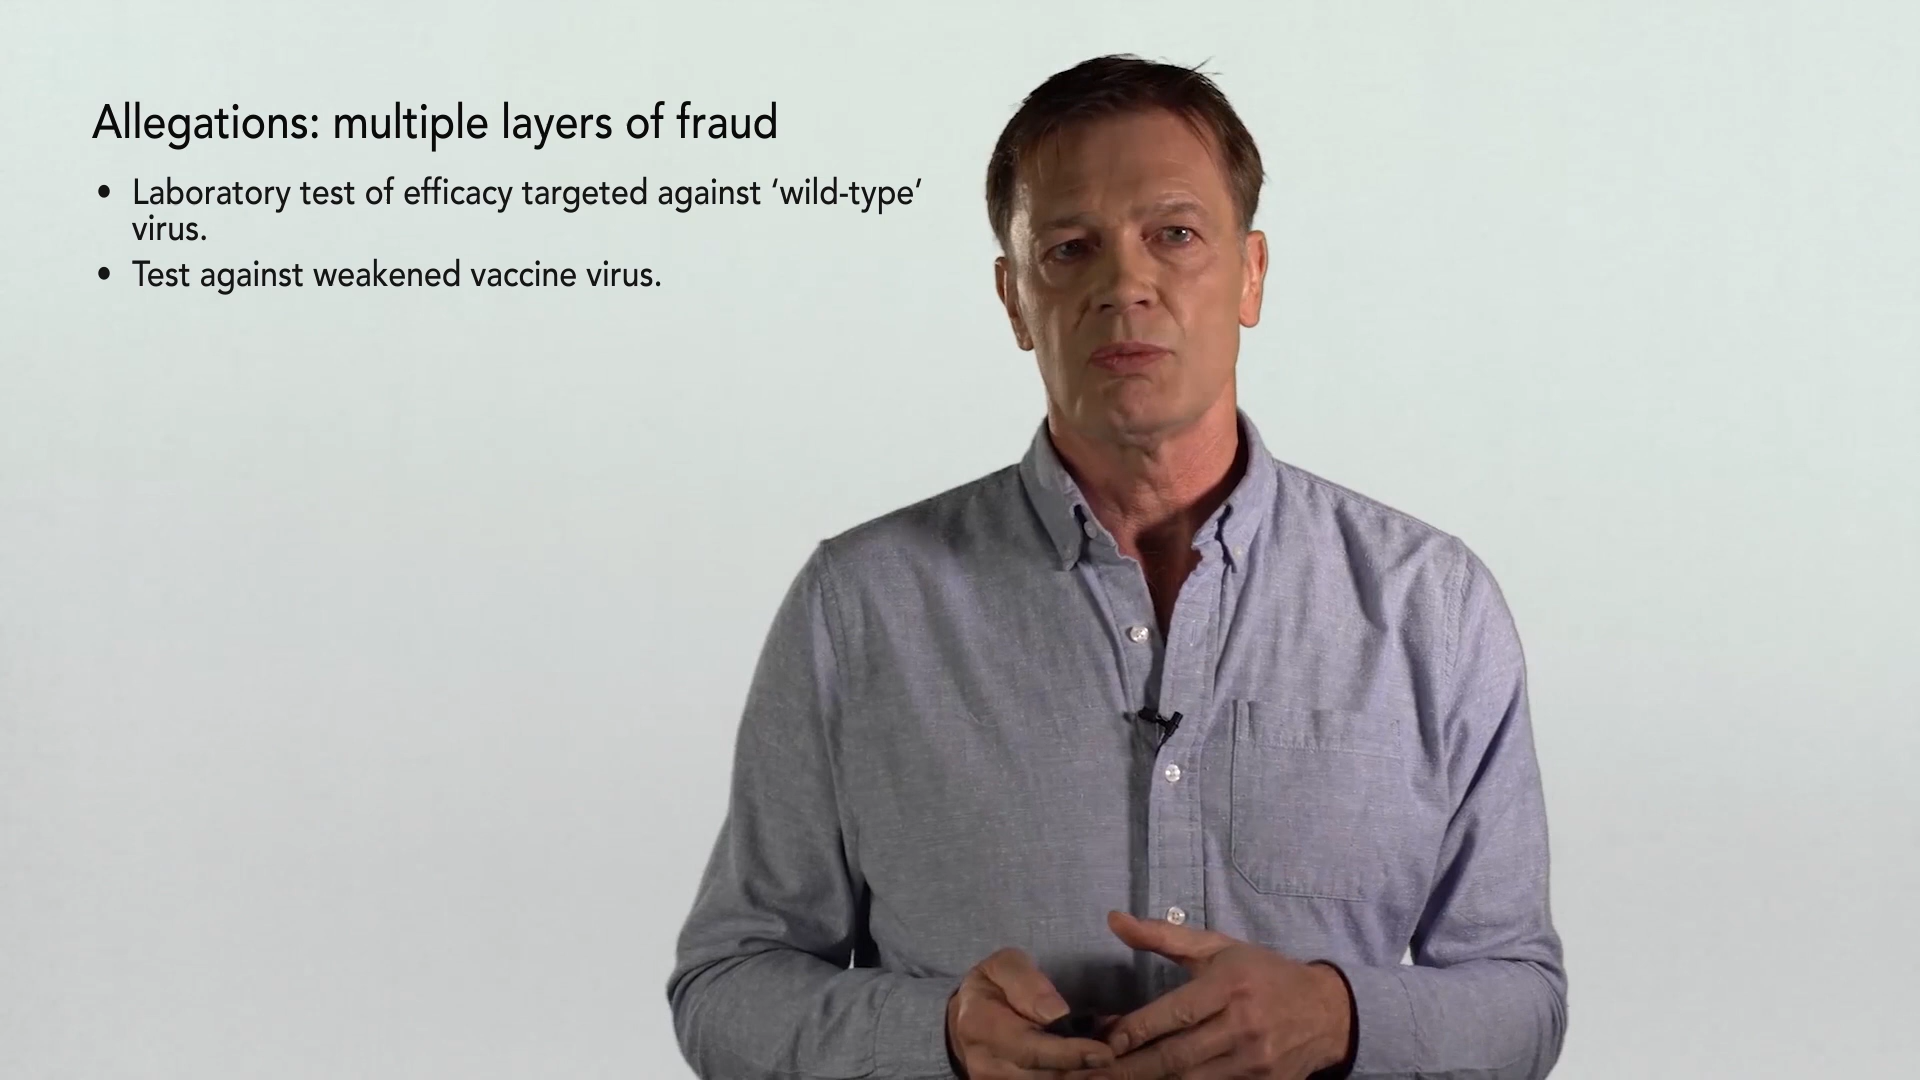 Allegations: multiple layers of fraud
• Laboratory test of efficacy targeted against ‘wild-type’
virus.
• Test against weakened vaccine virus.